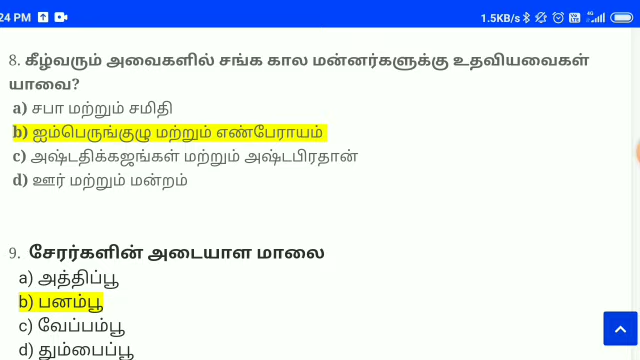 24 PM 1.5KB/s
8. கீழ்வரும் அவைகளில் சங்க கால மன்னர்களுக்கு உதவியவைகள்
யாவை?
a) சபா மற்றும் சமிதி
b) ஐம்பெருங்குழு மற்றும் எண்பேராயம்
c) அஷ்டதிக்கஜங்கள் மற்றும் அஷ்டபிரதான்
d) ஊர் மற்றும் மன்றம்
9. சேரர்களின் அடையாள மாலை
a) அத்திப்பூ
b) பனம்பூ
c) வேப்பம்பூ
d) தும்பைப்பூ